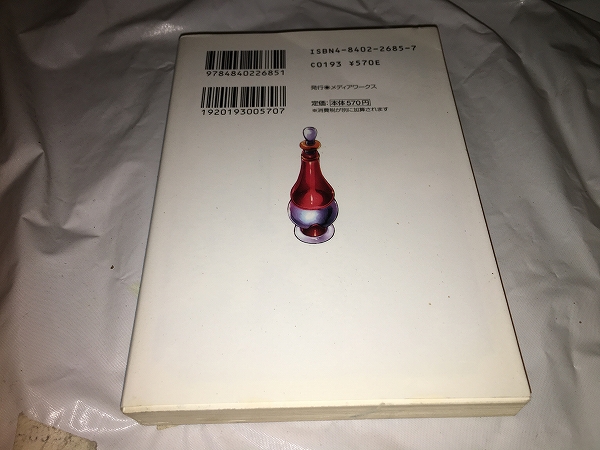 ISBN4-8402-2685-7
C0193 ¥570E
9784840226851
発行●メディアワークス
定価:本体570円
※消費税が別に加算されます
1920193005707